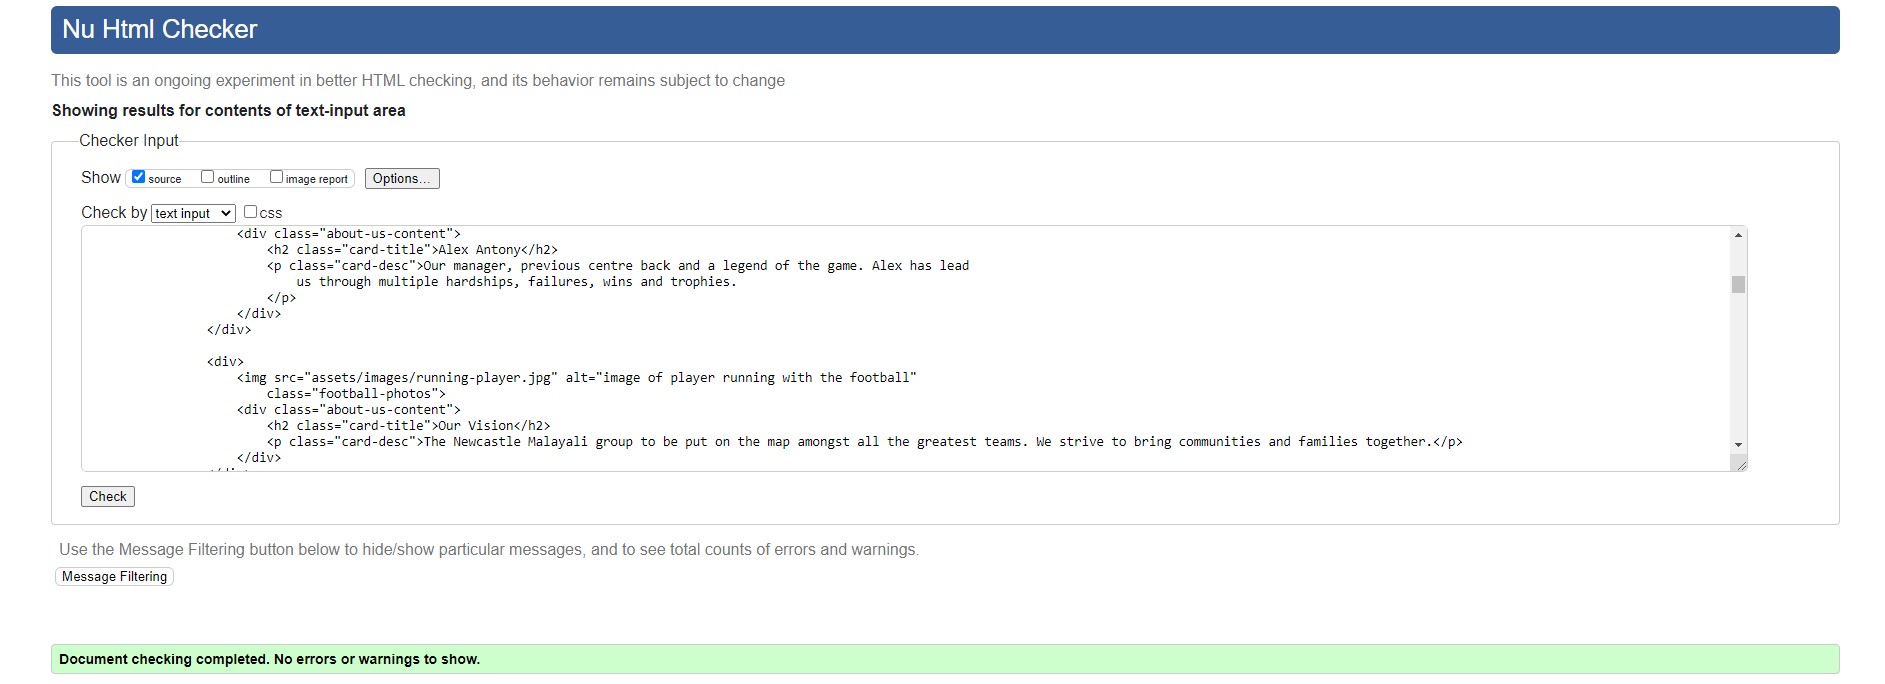 Nu Html Checker
This tool is an ongoing experiment in better HTML checking, and its behavior remains subject to change
Showing results for contents of text-input area
Checker Input
Show source outline image report Options...
Check by text input css
<div class="about-us-content">
<h2 class="card-title">Alex Antony</h2>
<p class="card-desc">Our manager, previous centre back and a legend of the game. Alex has lead
us through multiple hardships, failures, wins and trophies.
</p>
</div>
</div>
<div>
<img src="assets/images/running-player.jpg" alt="image of player running with the football"
class="football-photos">
<div class="about-us-content">
<h2 class="card-title">Our Vision</h2>
<p class="card-desc">The Newcastle Malayali group to be put on the map amongst all the greatest teams. We strive to bring communities and families together.</p>
</div>
Check
Use the Message Filtering button below to hide/show particular messages, and to see total counts of errors and warnings.
Message Filtering
Document checking completed. No errors or warnings to show.